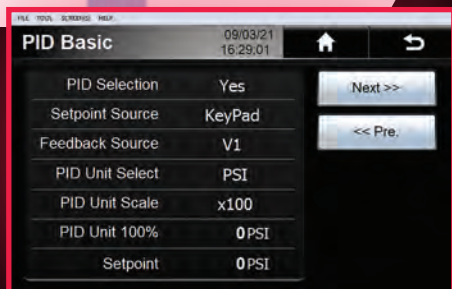 FILE TOOL SCREENS HELP
PID Basic
09/03/21
16:29:01
PID Selection Yes
Next >>
Setpoint Source KeyPad
<< Pre.
Feedback Source V1
PID Unit Select PSI
PID Unit Scale x100
PID Unit 100% 0 PSI
Setpoint 0 PSI